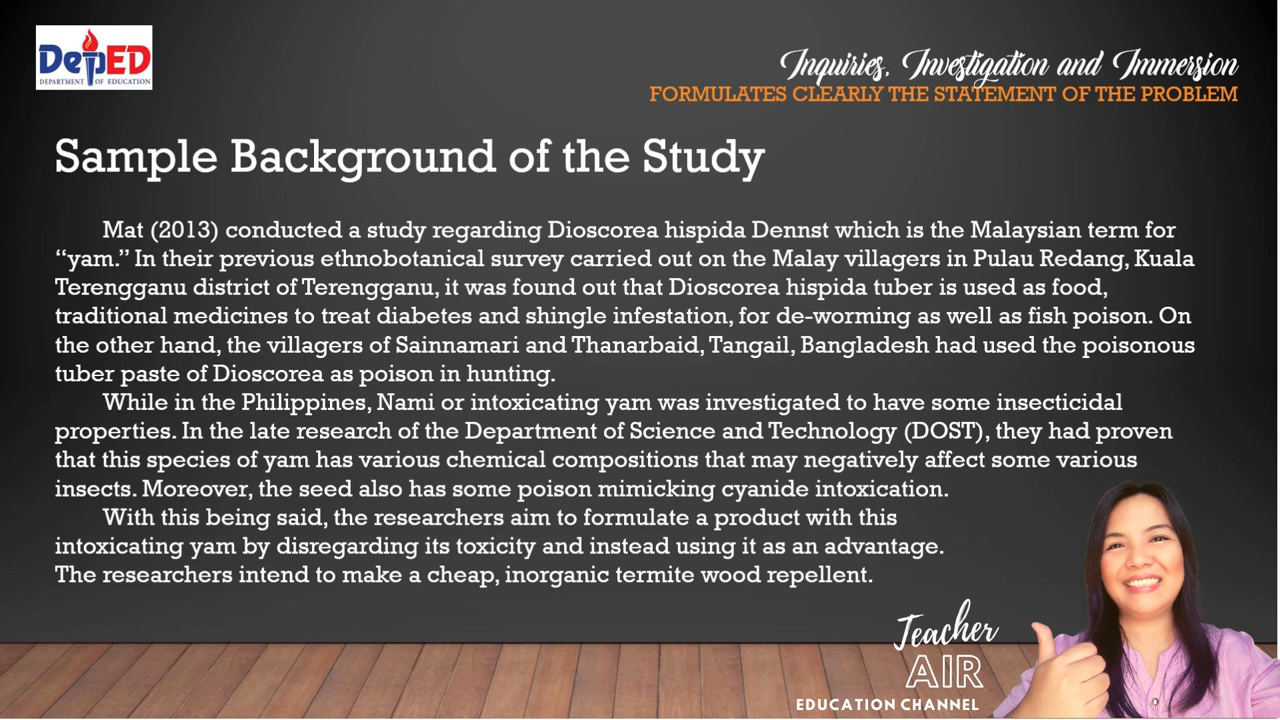 DepED
DEPARTMENT OF EDUCATION
Inquiries, Investigation and Immersion
FORMULATES CLEARLY THE STATEMENT OF THE PROBLEM
Sample Background of the Study
Mat (2013) conducted a study regarding Dioscorea hispida Dennst which is the Malaysian term for
“yam.” In their previous ethnobotanical survey carried out on the Malay villagers in Pulau Redang, Kuala
Terengganu district of Terengganu, it was found out that Dioscorea hispida tuber is used as food,
traditional medicines to treat diabetes and shingle infestation, for de-worming as well as fish poison. On
the other hand, the villagers of Sainnamari and Thanarbaid, Tangail, Bangladesh had used the poisonous
tuber paste of Dioscorea as poison in hunting.
While in the Philippines, Nami or intoxicating yam was investigated to have some insecticidal
properties. In the late research of the Department of Science and Technology (DOST), they had proven
that this species of yam has various chemical compositions that may negatively affect some various
insects. Moreover, the seed also has some poison mimicking cyanide intoxication.
With this being said, the researchers aim to formulate a product with this
intoxicating yam by disregarding its toxicity and instead using it as an advantage.
The researchers intend to make a cheap, inorganic termite wood repellent.
Teacher
AIR
EDUCATION CHANNEL